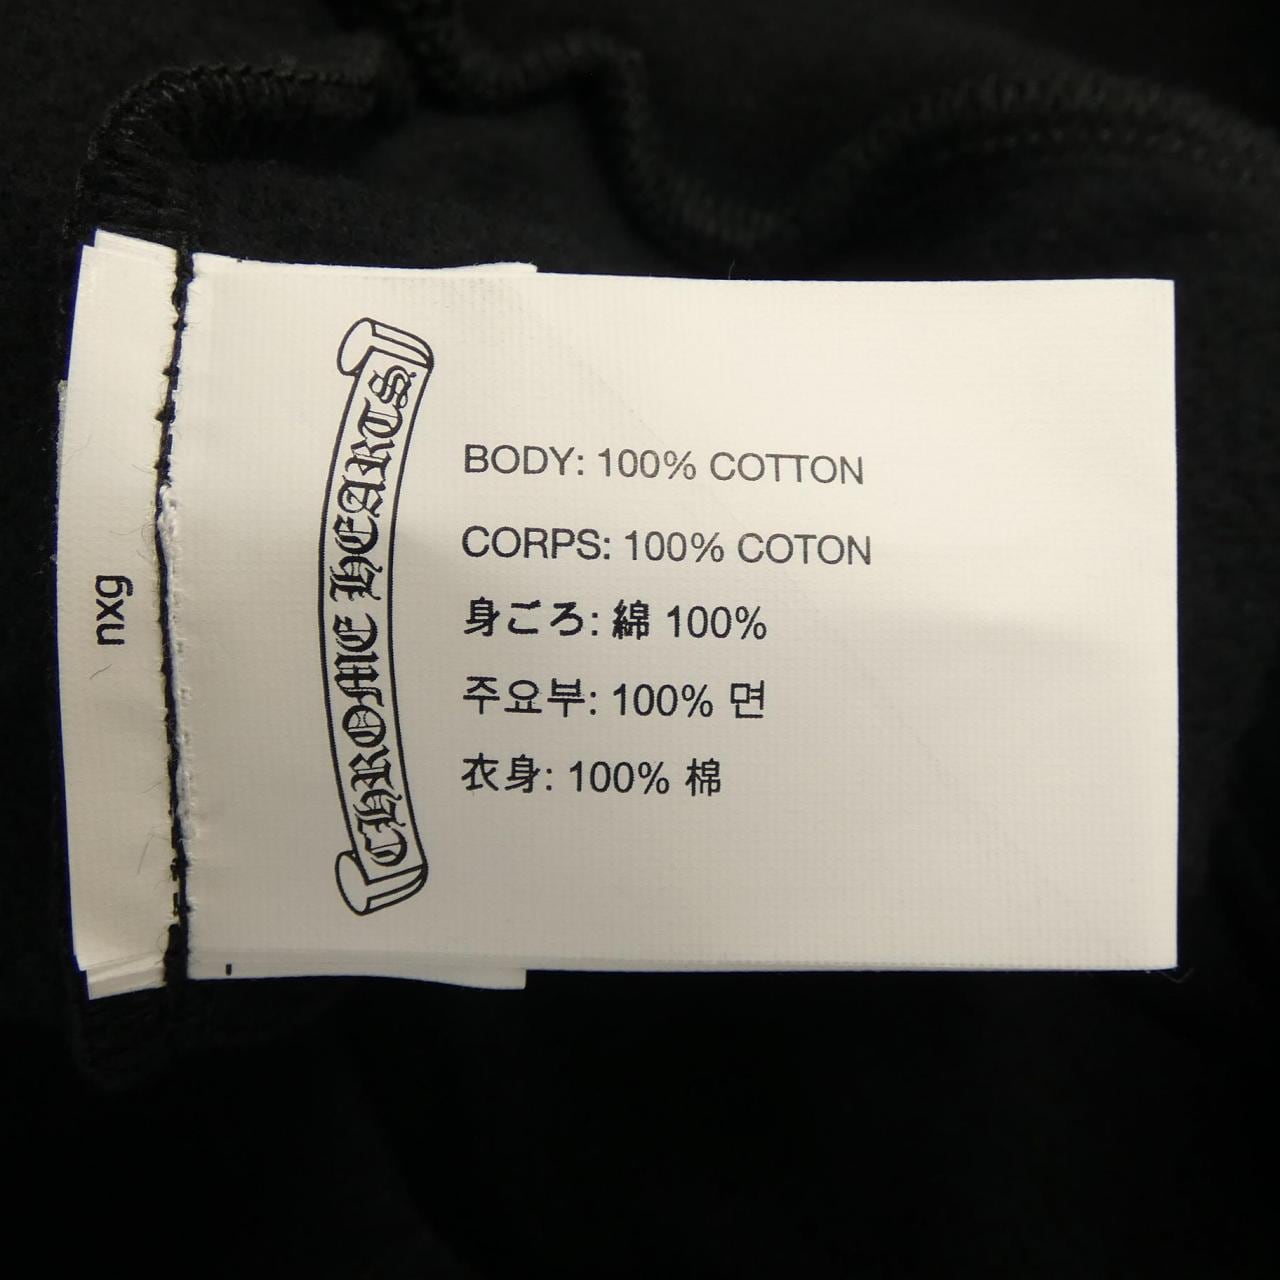 CHROME HEARTS
BODY: 100% COTTON
CORPS: 100% COTON
身ごろ: 綿 100%
주요부: 100% 면
衣身: 100% 棉
nxg